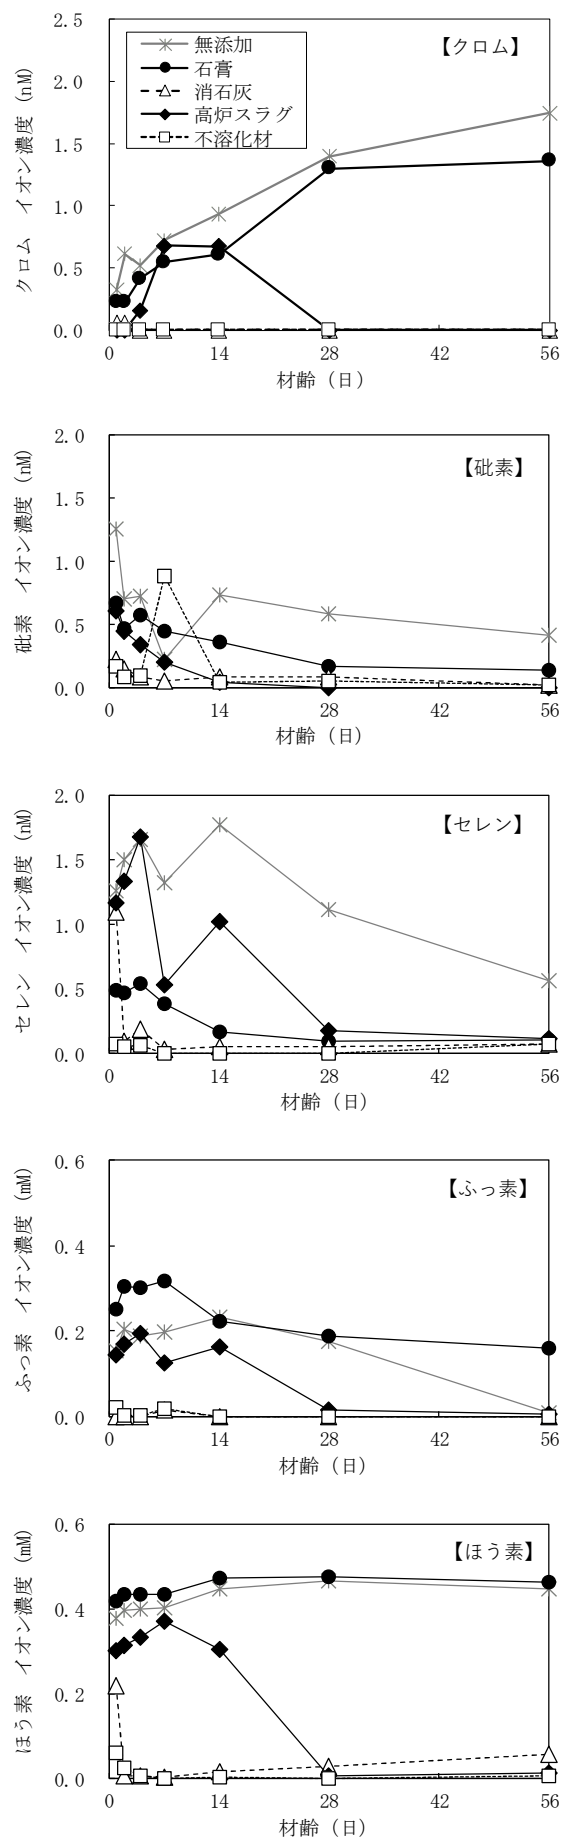 2.5
2.0
1.5
1.0
0.5
0.0
クロム　イオン濃度 (nM)
無添加
石膏
消石灰
高炉スラグ
不溶化材
【クロム】
0 14 28 42 56
材齢（日）
2.0
1.5
1.0
0.5
0.0
砒素　イオン濃度 (nM)
【砒素】
0 14 28 42 56
材齢（日）
2.0
1.5
1.0
0.5
0.0
セレン　イオン濃度 (nM)
【セレン】
0 14 28 42 56
材齢（日）
0.6
0.4
0.2
0.0
ふっ素　イオン濃度 (mM)
【ふっ素】
0 14 28 42 56
材齢（日）
0.6
0.4
0.2
0.0
ほう素　イオン濃度 (mM)
【ほう素】
0 14 28 42 56
材齢（日）